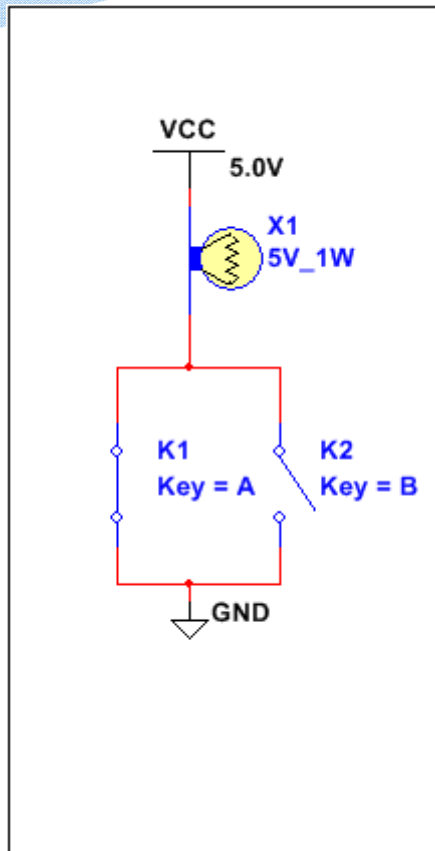 VCC
5.0V
X1
5V_1W
K1
Key = A
K2
Key = B
GND